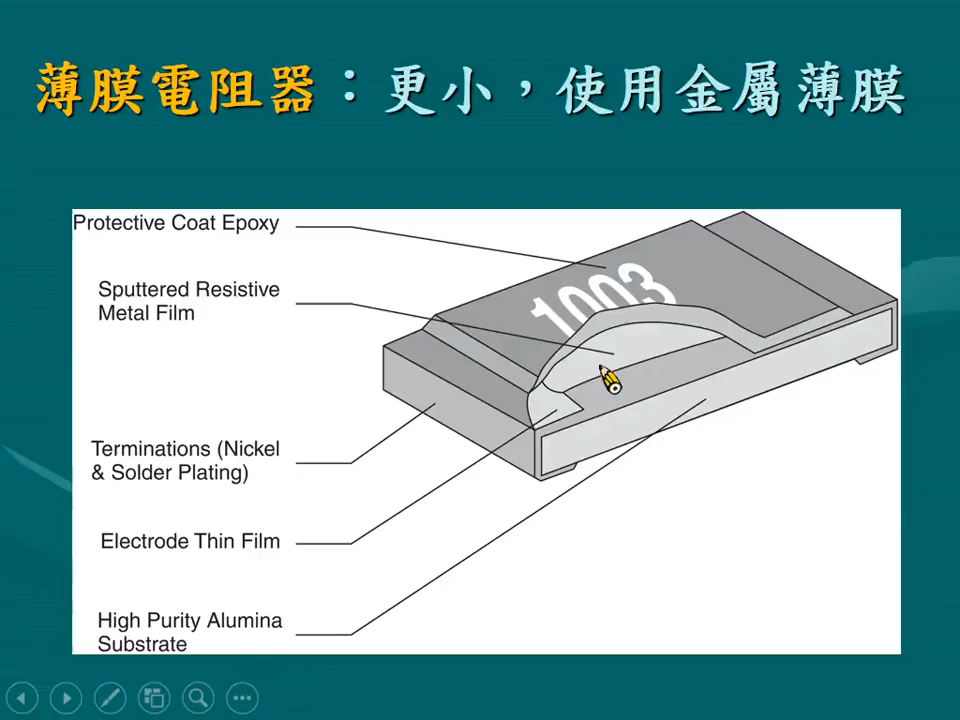 薄膜電阻器：更小，使用金屬薄膜
Protective Coat Epoxy
1003
Sputtered Resistive
Metal Film
Terminations (Nickel
& Solder Plating)
Electrode Thin Film
High Purity Alumina
Substrate